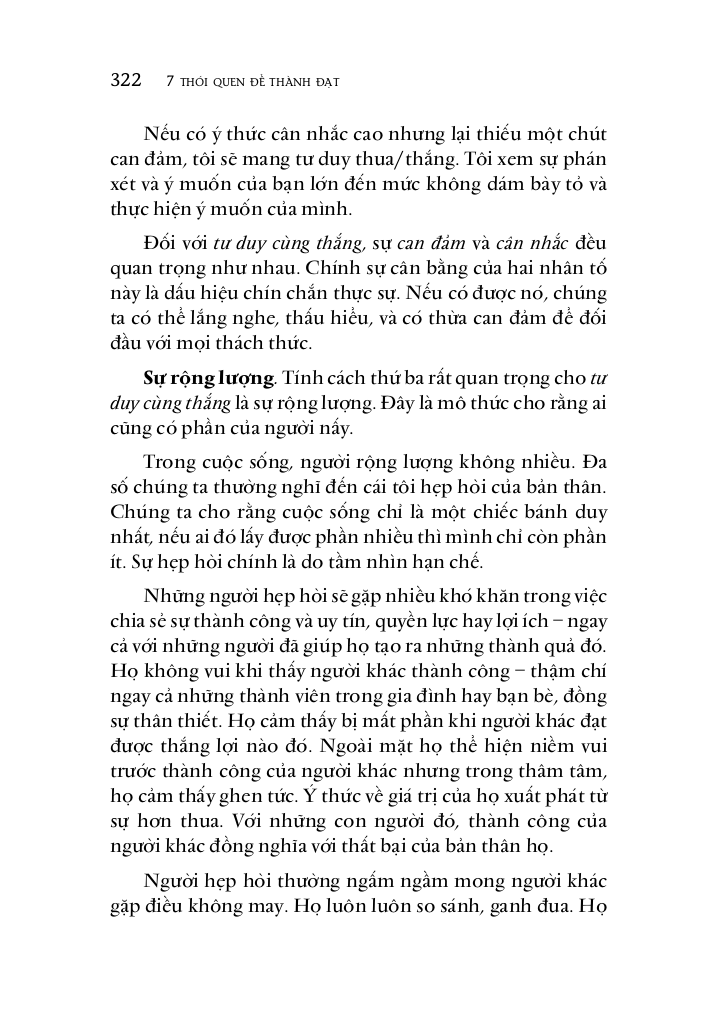 322 7 THÓI QUEN ĐỂ THÀNH ĐẠT
Nếu có ý thức cân nhắc cao nhưng lại thiếu một chút
can đảm, tôi sẽ mang tư duy thua/thắng. Tôi xem sự phán
xét và ý muốn của bạn lớn đến mức không dám bày tỏ và
thực hiện ý muốn của mình.
Đối với tư duy cùng thắng, sự can đảm và cân nhắc đều
quan trọng như nhau. Chính sự cân bằng của hai nhân tố
này là dấu hiệu chín chắn thực sự. Nếu có được nó, chúng
ta có thể lắng nghe, thấu hiểu, và có thừa can đảm để đối
đầu với mọi thách thức.
Sự rộng lượng. Tính cách thứ ba rất quan trọng cho tư
duy cùng thắng là sự rộng lượng. Đây là mô thức cho rằng ai
cũng có phần của người nấy.
Trong cuộc sống, người rộng lượng không nhiều. Đa
số chúng ta thường nghĩ đến cái tôi hẹp hòi của bản thân.
Chúng ta cho rằng cuộc sống chỉ là một chiếc bánh duy
nhất, nếu ai đó lấy được phần nhiều thì mình chỉ còn phần
ít. Sự hẹp hòi chính là do tầm nhìn hạn chế.
Những người hẹp hòi sẽ gặp nhiều khó khăn trong việc
chia sẻ sự thành công và uy tín, quyền lực hay lợi ích – ngay
cả với những người đã giúp họ tạo ra những thành quả đó.
Họ không vui khi thấy người khác thành công – thậm chí
ngay cả những thành viên trong gia đình hay bạn bè, đồng
sự thân thiết. Họ cảm thấy bị mất phần khi người khác đạt
được thắng lợi nào đó. Ngoài mặt họ thể hiện niềm vui
trước thành công của người khác nhưng trong thâm tâm,
họ cảm thấy ghen tức. Ý thức về giá trị của họ xuất phát từ
sự hơn thua. Với những con người đó, thành công của
người khác đồng nghĩa với thất bại của bản thân họ.
Người hẹp hòi thường ngấm ngầm mong người khác
gặp điều không may. Họ luôn luôn so sánh, ganh đua. Họ